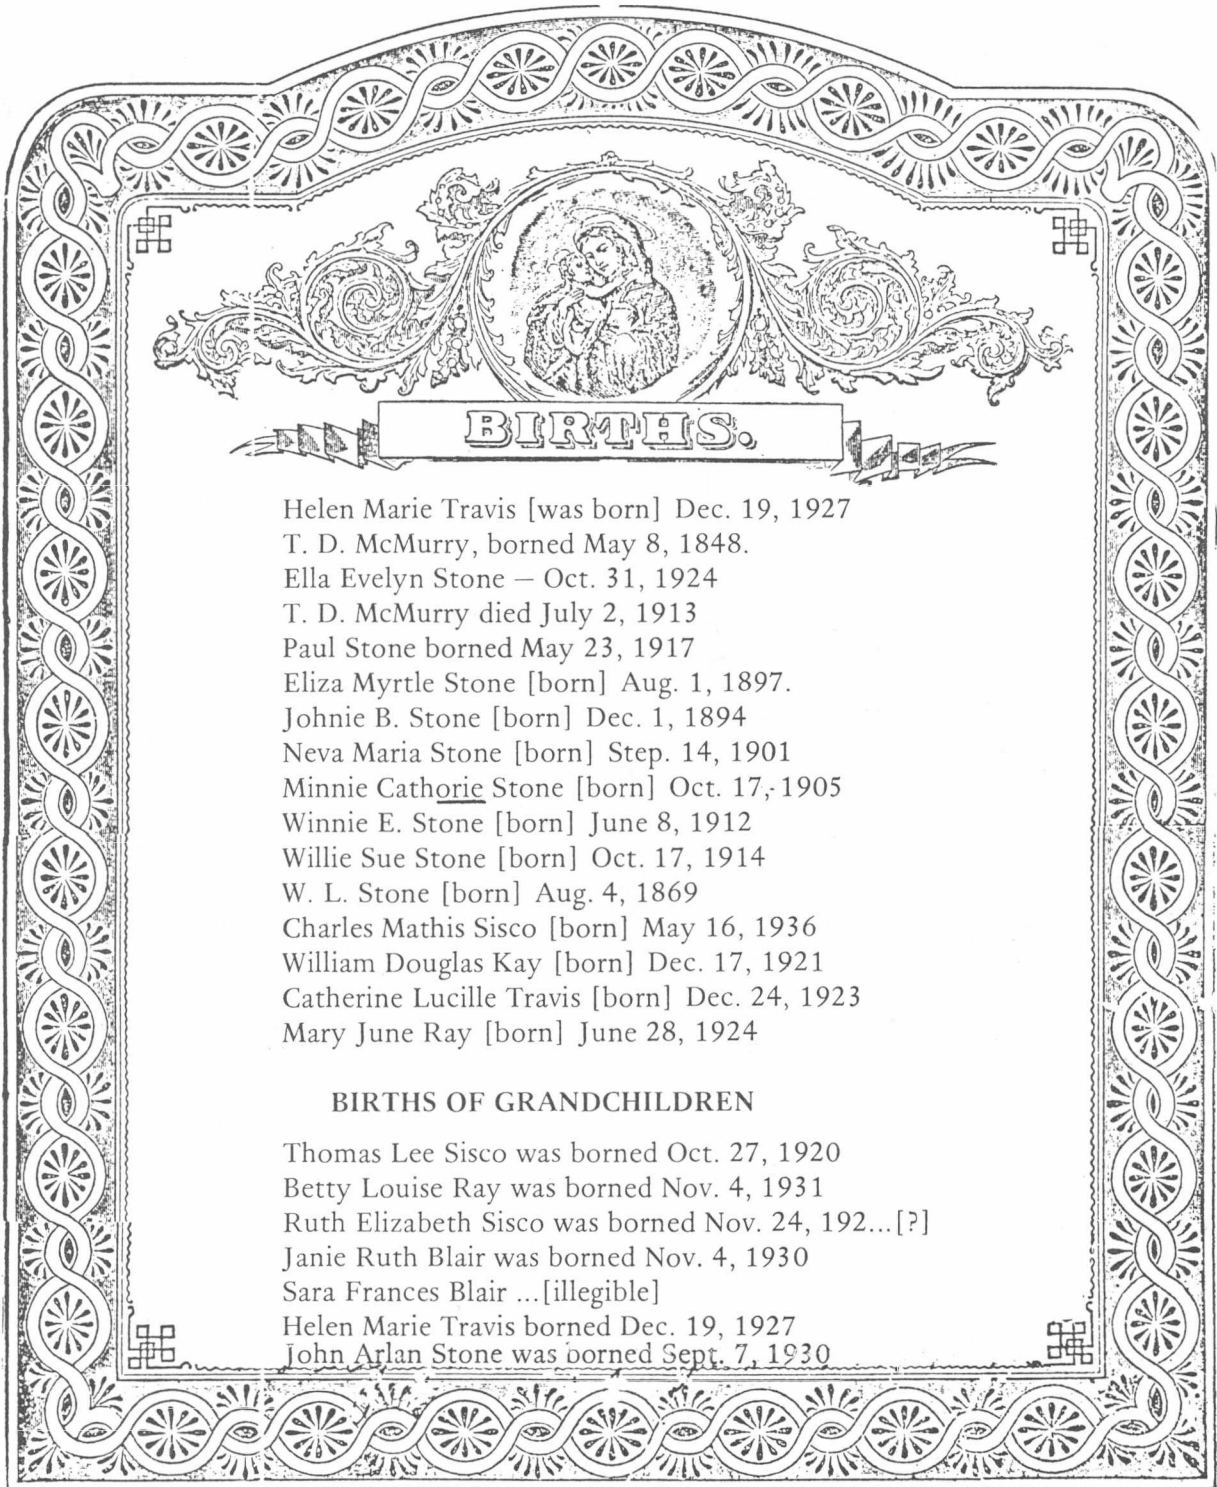 BIRTHS.
Helen Marie Travis [was born] Dec. 19, 1927
T. D. McMurry, borned May 8, 1848.
Ella Evelyn Stone — Oct. 31, 1924
T. D. McMurry died July 2, 1913
Paul Stone borned May 23, 1917
Eliza Myrtle Stone [born] Aug. 1, 1897.
Johnie B. Stone [born] Dec. 1, 1894
Neva Maria Stone [born] Step. 14, 1901
Minnie Cathorie Stone [born] Oct. 17, 1905
Winnie E. Stone [born] June 8, 1912
Willie Sue Stone [born] Oct. 17, 1914
W. L. Stone [born] Aug. 4, 1869
Charles Mathis Sisco [born] May 16, 1936
William Douglas Kay [born] Dec. 17, 1921
Catherine Lucille Travis [born] Dec. 24, 1923
Mary June Ray [born] June 28, 1924
BIRTHS OF GRANDCHILDREN
Thomas Lee Sisco was borned Oct. 27, 1920
Betty Louise Ray was borned Nov. 4, 1931
Ruth Elizabeth Sisco was borned Nov. 24, 192...[?]
Janie Ruth Blair was borned Nov. 4, 1930
Sara Frances Blair ...[illegible]
Helen Marie Travis borned Dec. 19, 1927
John Arlan Stone was borned Sept. 7, 1930